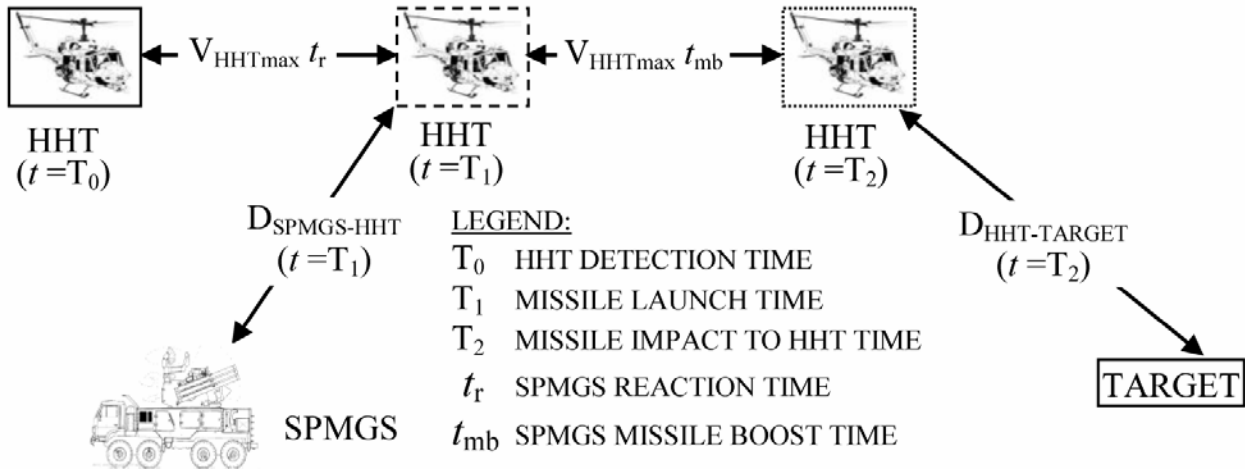 V_HHTmax t_r
V_HHTmax t_mb
HHT
(t =T_0)
HHT
(t =T_1)
HHT
(t =T_2)
D_SPMGS-HHT
(t =T_1)
D_HHT-TARGET
(t =T_2)
LEGEND:
T_0 HHT DETECTION TIME
T_1 MISSILE LAUNCH TIME
T_2 MISSILE IMPACT TO HHT TIME
t_r SPMGS REACTION TIME
t_mb SPMGS MISSILE BOOST TIME
SPMGS
TARGET